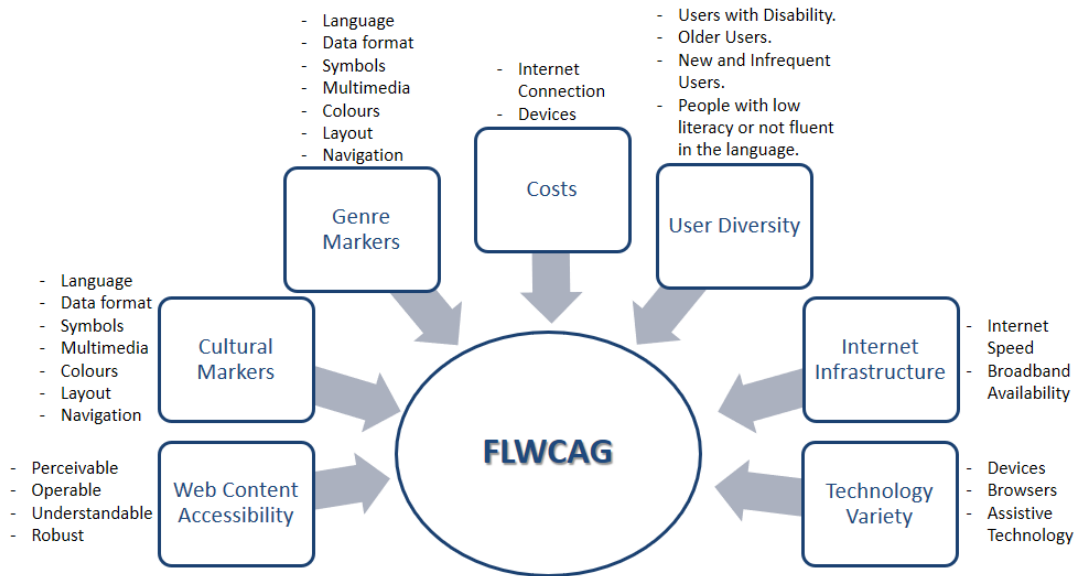 - Language
- Data format
- Symbols
- Multimedia
- Colours
- Layout
- Navigation
Genre
Markers
- Internet
Connection
- Devices
Costs
- Users with Disability.
- Older Users.
- New and Infrequent
Users.
- People with low
literacy or not fluent
in the language.
User Diversity
- Language
- Data format
- Symbols
- Multimedia
- Colours
- Layout
- Navigation
Cultural
Markers
Internet
Infrastructure
- Internet
Speed
- Broadband
Availability
- Perceivable
- Operable
- Understandable
- Robust
Web Content
Accessibility
FLWCAG
Technology
Variety
- Devices
- Browsers
- Assistive
Technology